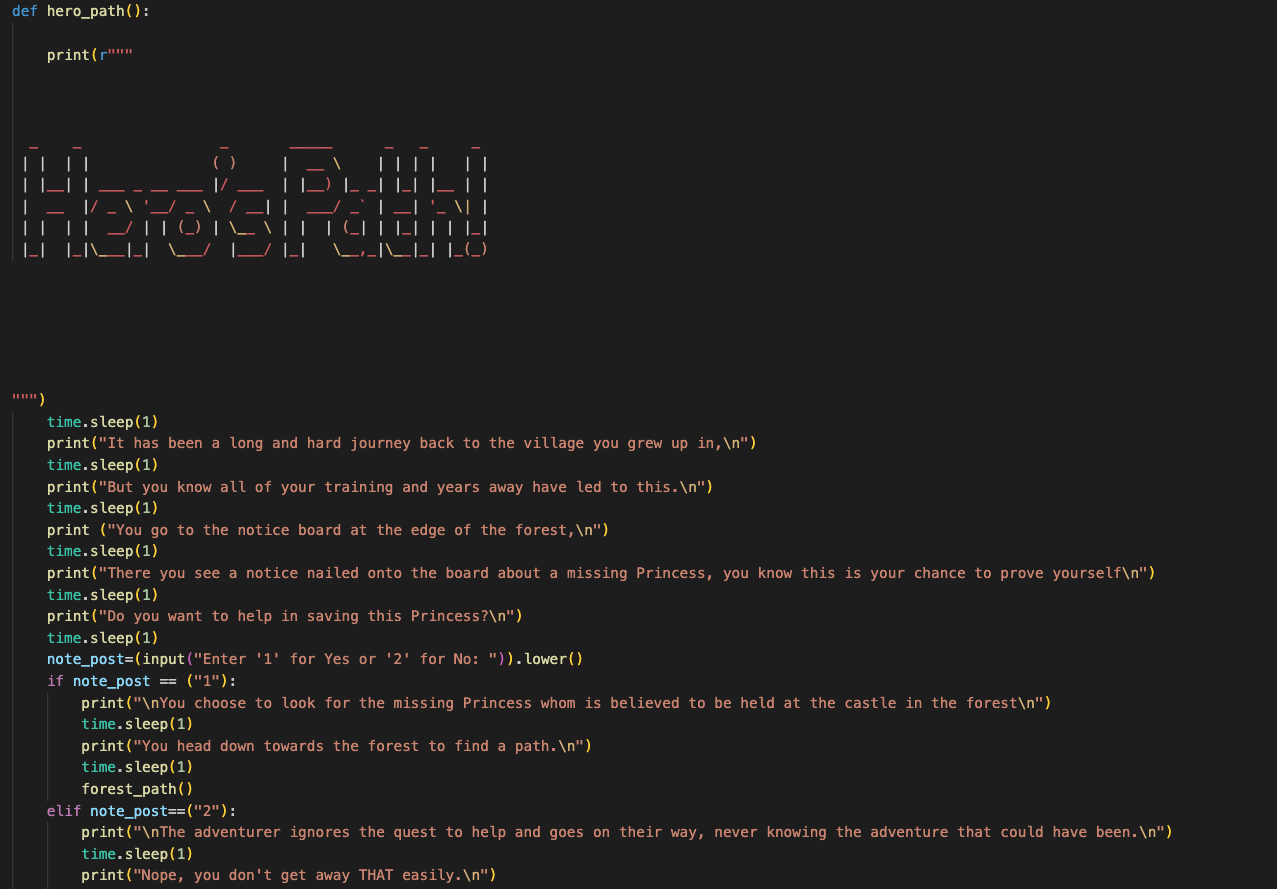 def hero_path():
    print(r"""
  _    _                _       _____      _   _     _
 | |  | |              ( )     |  __ \    | | | |   | |
 | |__| | ___ _ __ ___ |/ ___  | |__) |_ _| |_| |__ | |
 |  __  |/ _ \ '__/ _ \  / __| |  ___/ _` | __| '_ \| |
 | |  | |  __/ | | (_) | \__ \ | |  | (_| | |_| | | |_|
 |_|  |_|\___|_|  \___/  |___/ |_|   \__,_|\__|_| |_(_)
""")
    time.sleep(1)
    print("It has been a long and hard journey back to the village you grew up in,\n")
    time.sleep(1)
    print("But you know all of your training and years away have led to this.\n")
    time.sleep(1)
    print ("You go to the notice board at the edge of the forest,\n")
    time.sleep(1)
    print("There you see a notice nailed onto the board about a missing Princess, you know this is your chance to prove yourself\n")
    time.sleep(1)
    print("Do you want to help in saving this Princess?\n")
    time.sleep(1)
    note_post=(input("Enter '1' for Yes or '2' for No: ")).lower()
    if note_post == ("1"):
        print("\nYou choose to look for the missing Princess whom is believed to be held at the castle in the forest\n")
        time.sleep(1)
        print("You head down towards the forest to find a path.\n")
        time.sleep(1)
        forest_path()
    elif note_post==("2"):
        print("\nThe adventurer ignores the quest to help and goes on their way, never knowing the adventure that could have been.\n")
        time.sleep(1)
        print("Nope, you don't get away THAT easily.\n")